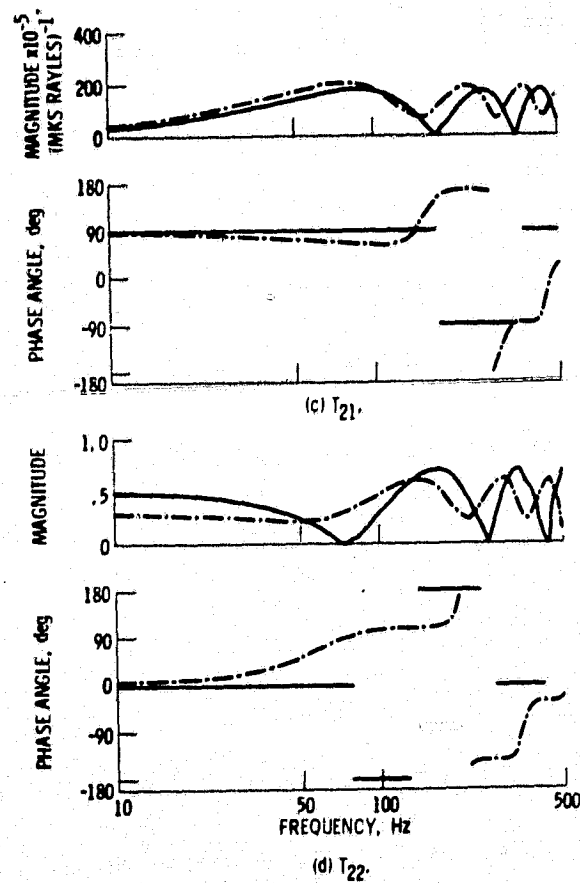 MAGNITUDE x10-5
(MKS RAYLES)-1
400
200
0
PHASE ANGLE, deg
180
90
0
-90
-180
(c) T21.
MAGNITUDE
1.0
.5
0
PHASE ANGLE, deg
180
90
0
-90
-180
10
50
100
500
FREQUENCY, Hz
(d) T22.